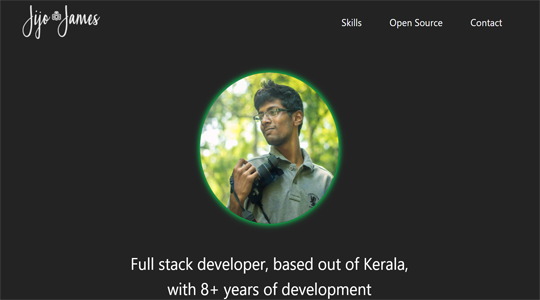 Jijo James
Skills Open Source Contact
Full stack developer, based out of Kerala,
with 8+ years of development